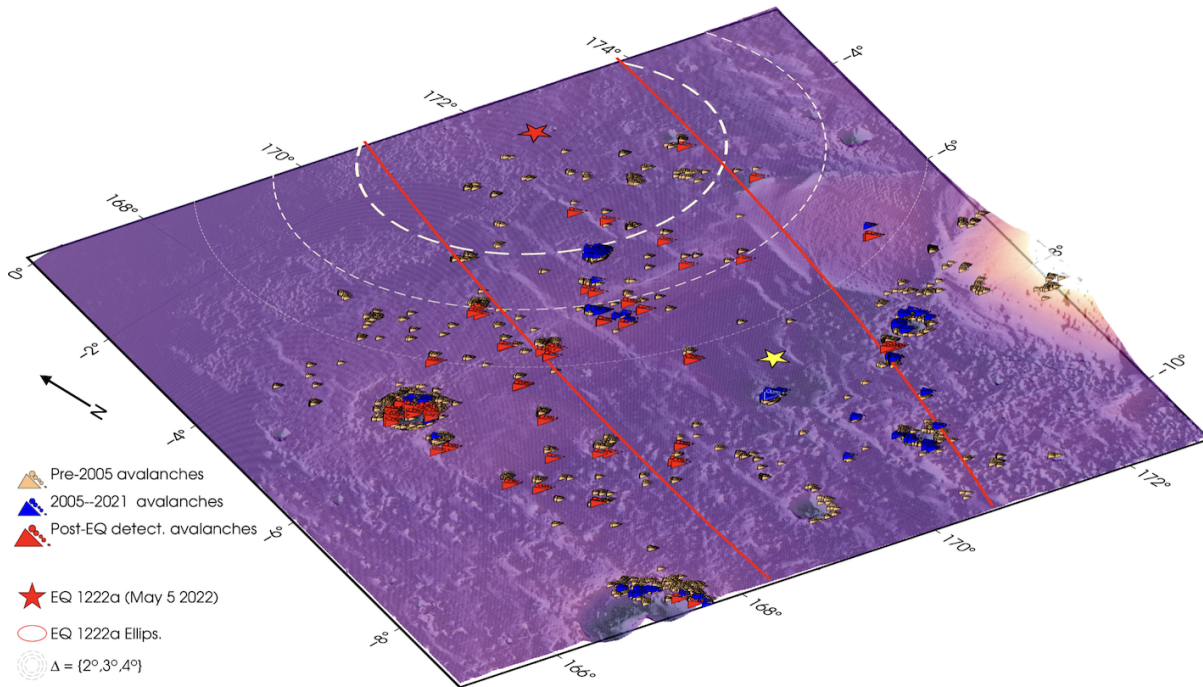 174°
172°
170°
168°
0°
-2°
-4°
-6°
-8°
-4°
-6°
-8°
-10°
172°
170°
168°
166°
N
Pre-2005 avalanches
2005--2021 avalanches
Post-EQ detect. avalanches
EQ 1222a (May 5 2022)
EQ 1222a Ellips.
Δ = {2°,3°,4°}